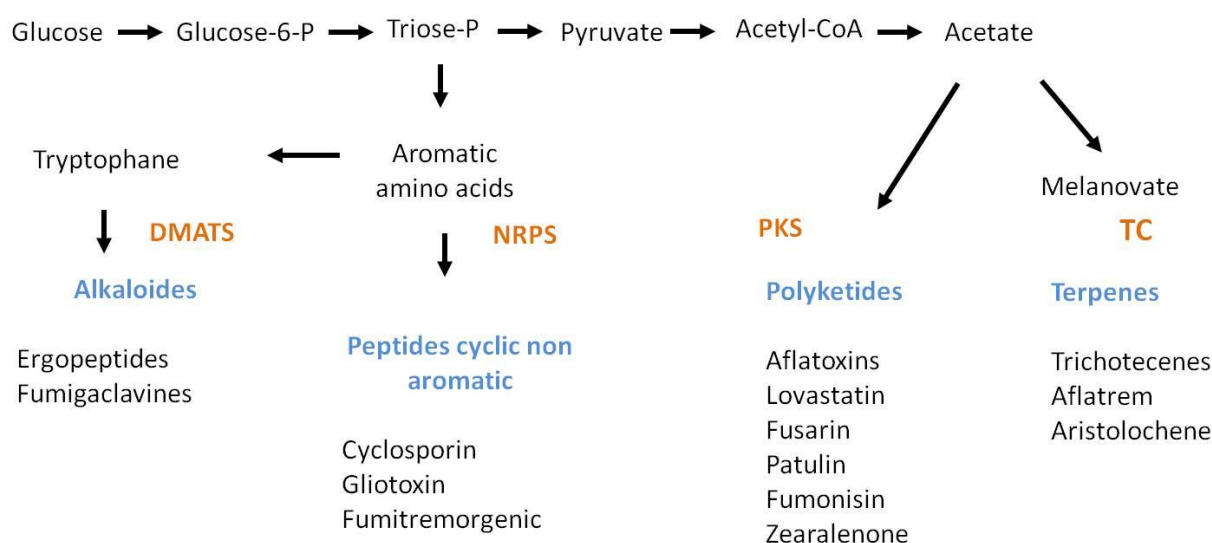 Glucose Glucose-6-P Triose-P Pyruvate Acetyl-CoA Acetate
Tryptophane
Aromatic
amino acids
Melanovate
DMATS
NRPS
PKS
TC
Alkaloides
Ergopeptides
Fumigaclavines
Peptides cyclic non
aromatic
Cyclosporin
Gliotoxin
Fumitremorgenic
Polyketides
Aflatoxins
Lovastatin
Fusarin
Patulin
Fumonisin
Zearalenone
Terpenes
Trichotecenes
Aflatrem
Aristolochene